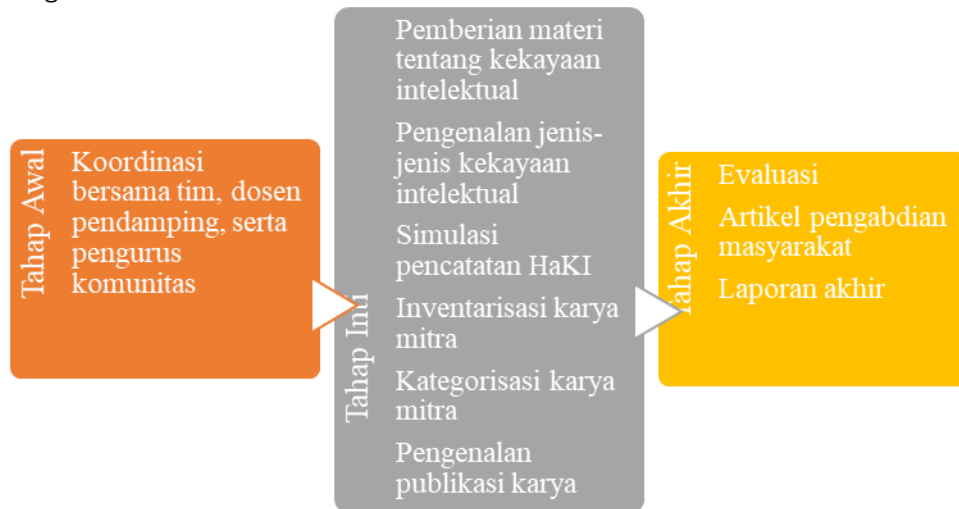 Tahap Awal
Koordinasi
bersama tim, dosen
pendamping, serta
pengurus
komunitas
Tahap Inti
Pemberian materi
tentang kekayaan
intelektual
Pengenalan jenis-
jenis kekayaan
intelektual
Simulasi
pencatatan HaKI
Inventarisasi karya
mitra
Kategorisasi karya
mitra
Pengenalan
publikasi karya
Tahap Akhir
Evaluasi
Artikel pengabdian
masyarakat
Laporan akhir